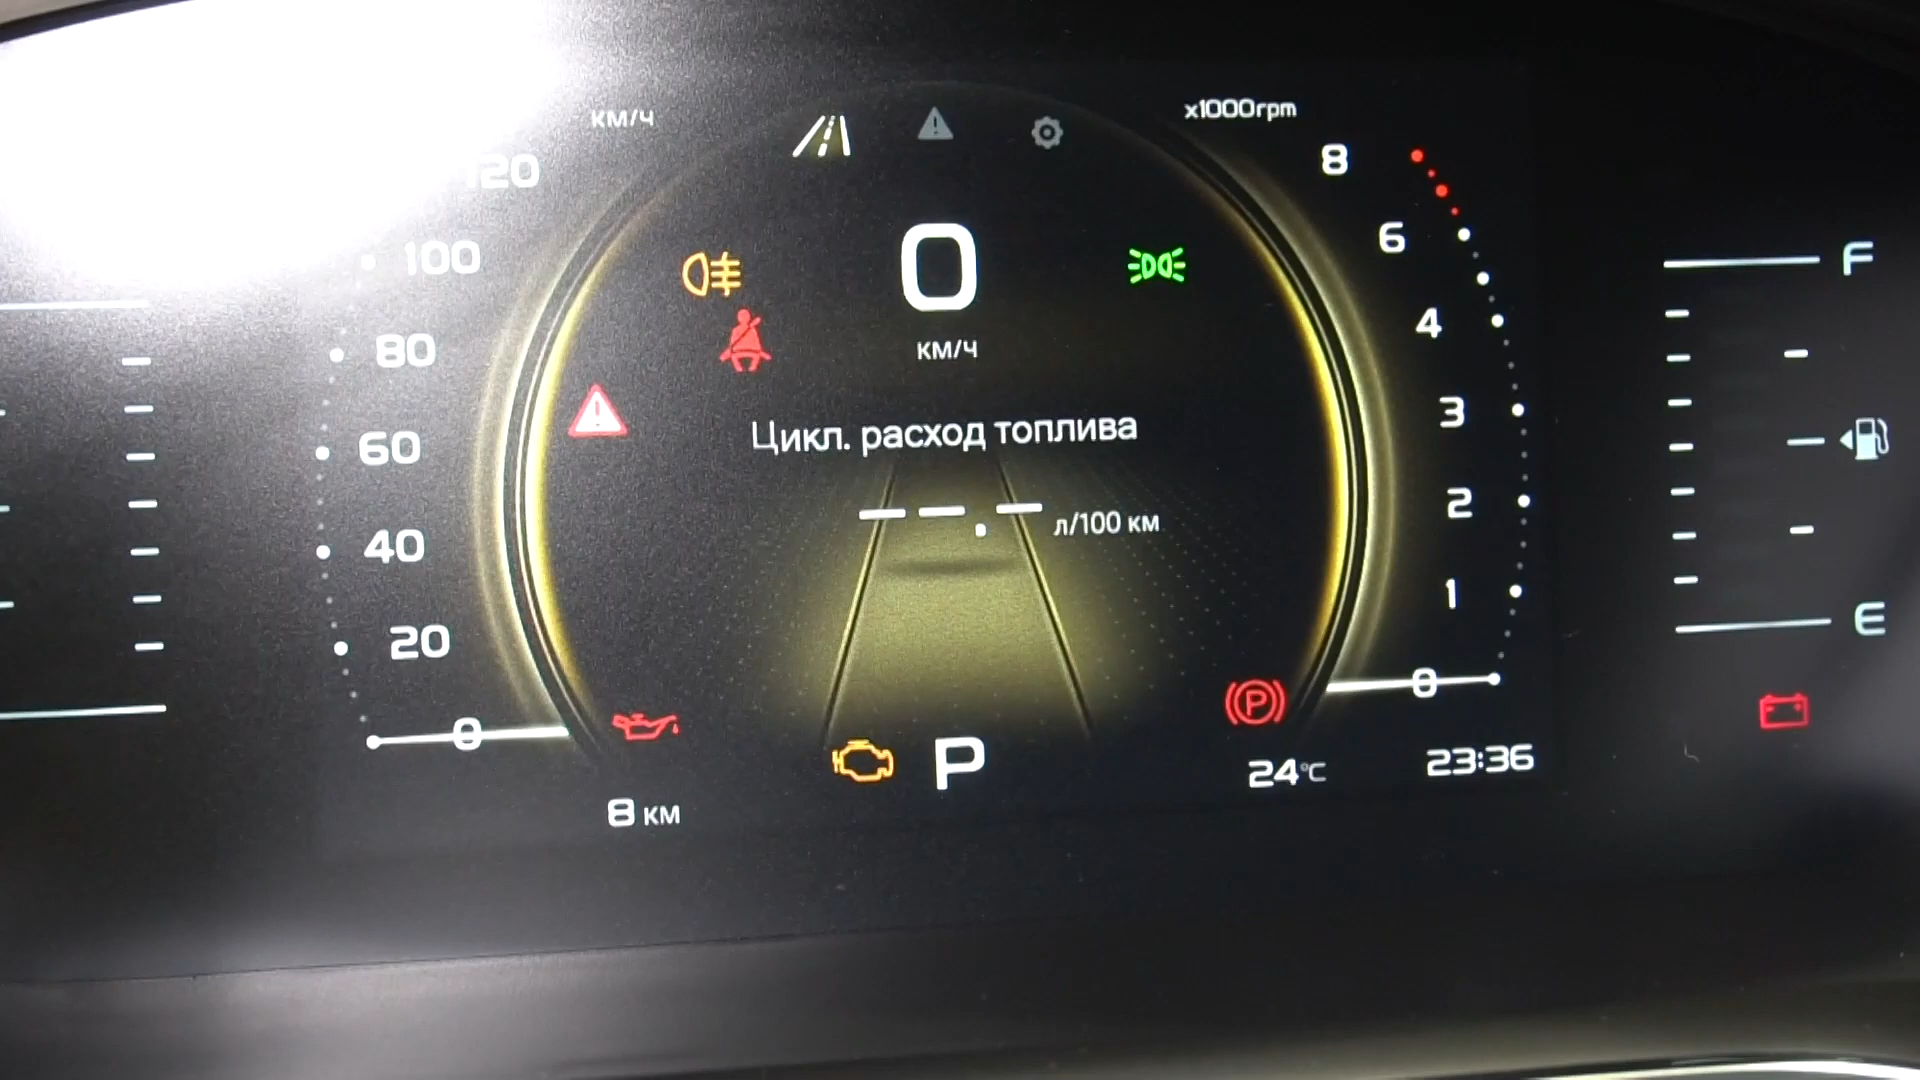 км/ч
x1000rpm
120
100
80
60
40
20
0
0
км/ч
Цикл. расход топлива
--.- л/100 км
8
6
4
3
2
1
0
F
E
P
P
8 км
24°C
23:36